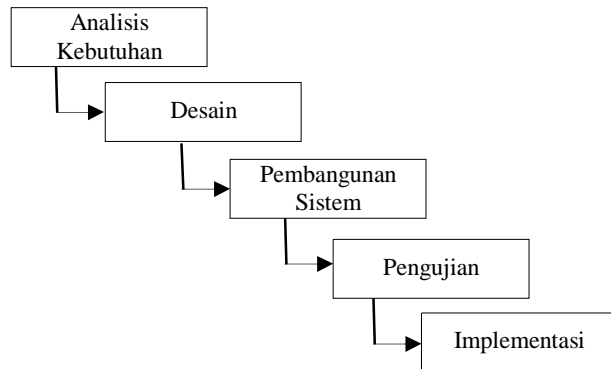 Analisis
Kebutuhan
Desain
Pembangunan
Sistem
Pengujian
Implementasi